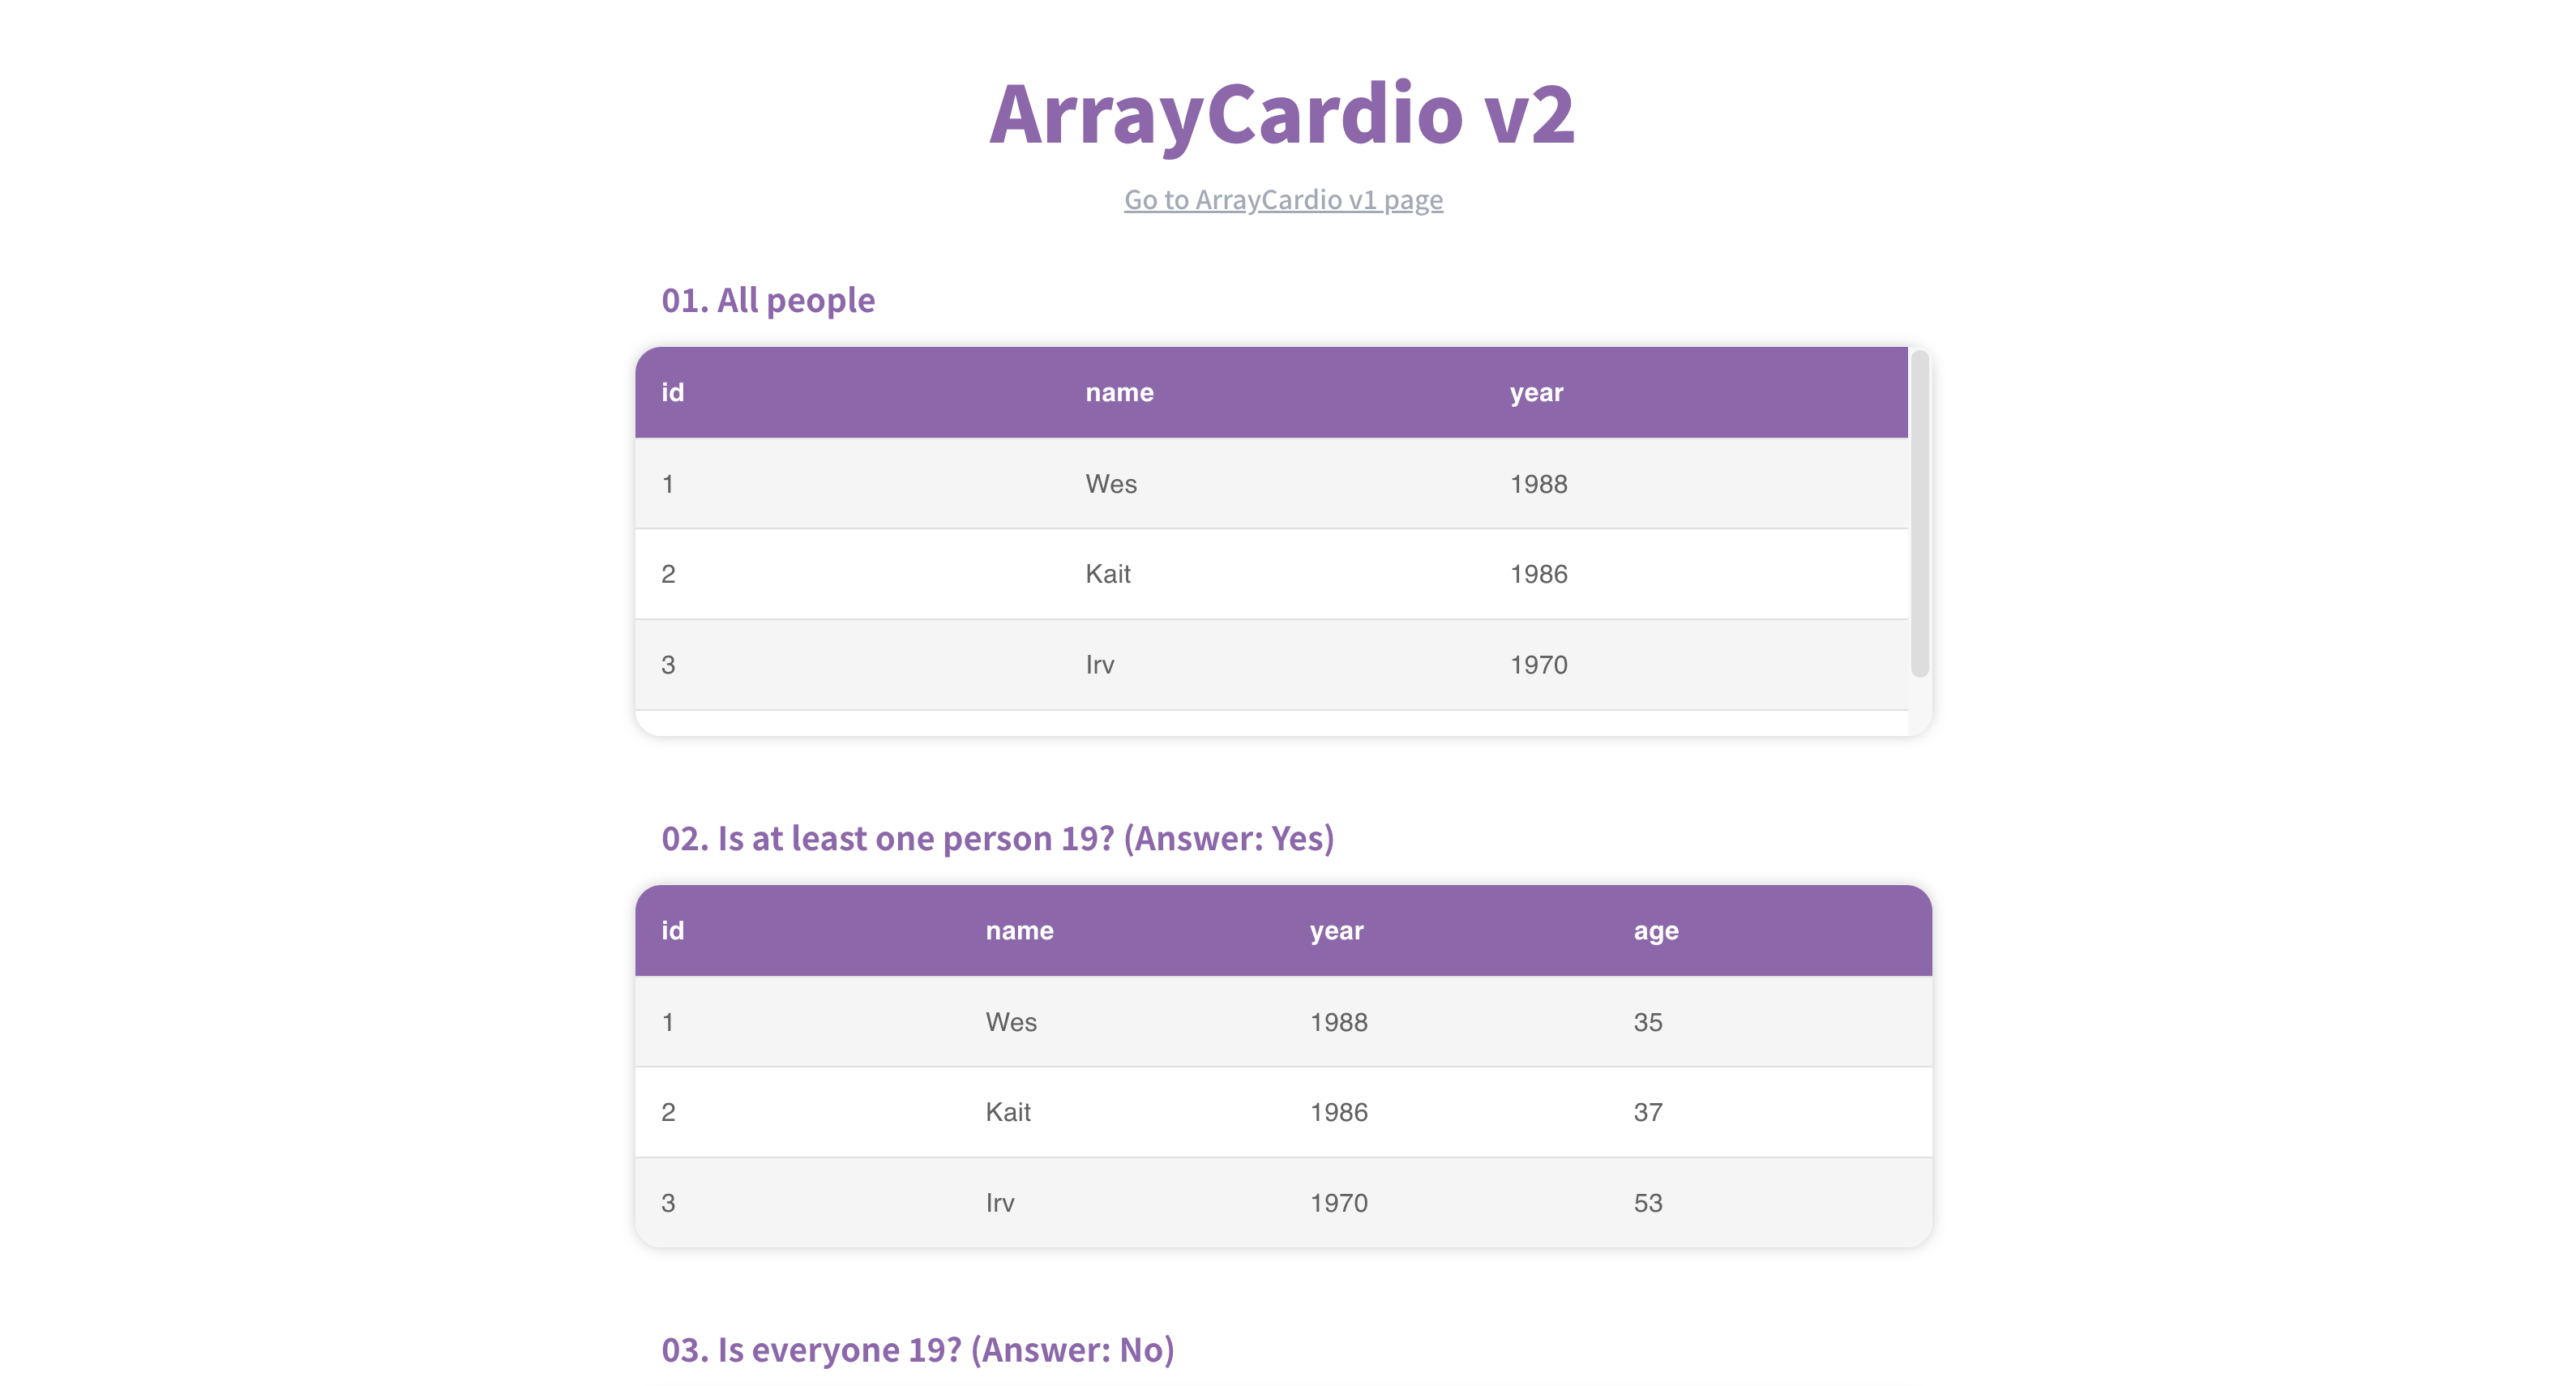 ArrayCardio v2
Go to ArrayCardio v1 page
01. All people
id name year
1 Wes 1988
2 Kait 1986
3 Irv 1970
02. Is at least one person 19? (Answer: Yes)
id name year age
1 Wes 1988 35
2 Kait 1986 37
3 Irv 1970 53
03. Is everyone 19? (Answer: No)